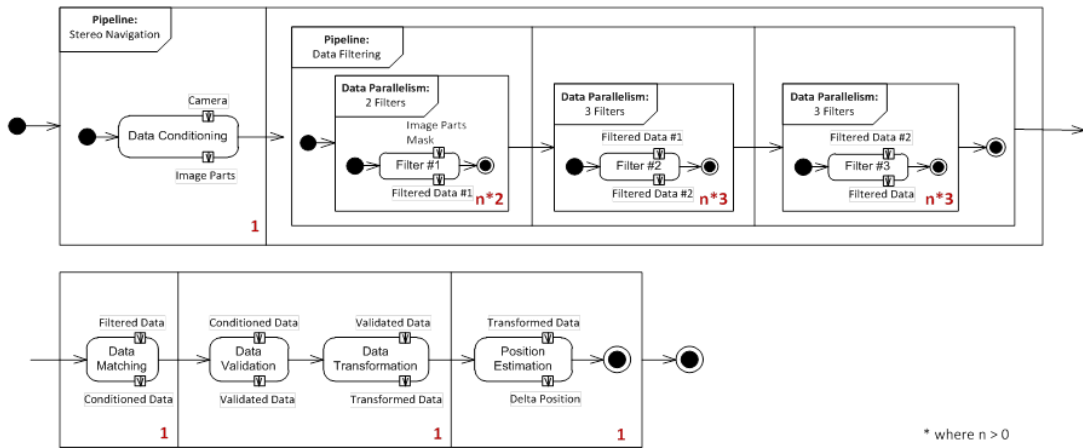 Pipeline:
Stereo Navigation
Camera
Data Conditioning
Image Parts
1
Pipeline:
Data Filtering
Data Parallelism:
2 Filters
Image Parts
Mask
Filter #1
Filtered Data #1
n*2
Data Parallelism:
3 Filters
Filtered Data #1
Filter #2
Filtered Data #2
n*3
Data Parallelism:
3 Filters
Filtered Data #2
Filter #3
Filtered Data
n*3
Filtered Data
Data
Matching
Conditioned Data
1
Conditioned Data
Data
Validation
Validated Data
Validated Data
Data
Transformation
Transformed Data
1
Transformed Data
Position
Estimation
Delta Position
1
* where n > 0